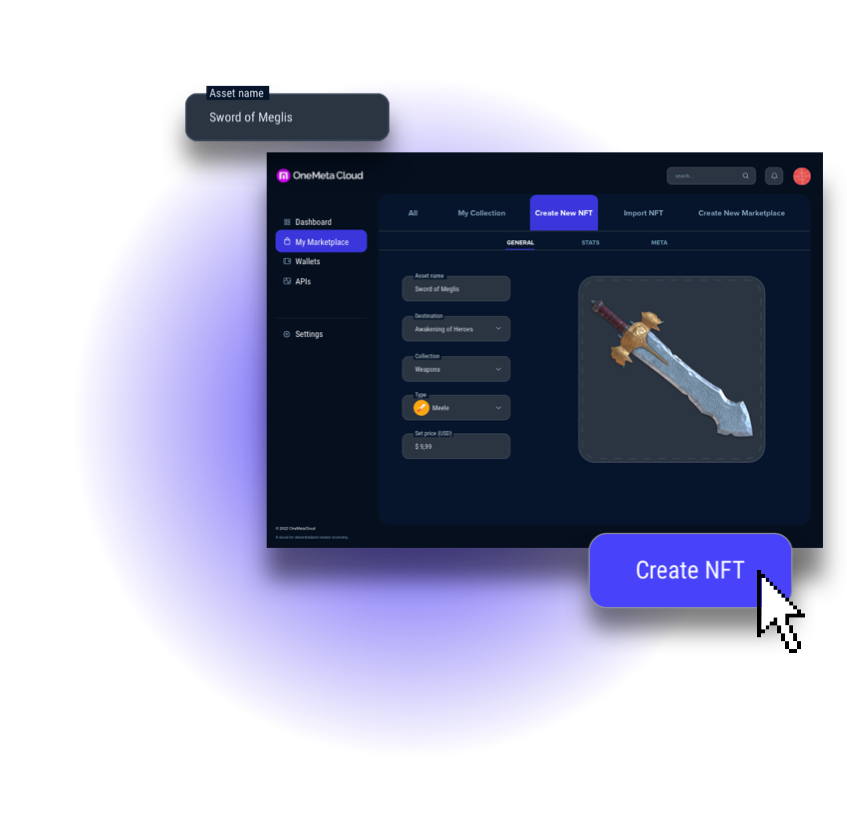 Asset name
Sword of Meglis
OneMeta Cloud
search...
Dashboard
My Marketplace
Wallets
APIs
Settings
All
My Collection
Create New NFT
Import NFT
Create New Marketplace
GENERAL
STATS
META
Asset name
Sword of Meglis
Destination
Awakening of Heroes
Collection
Weapons
Type
Meele
Set price (USD)
$ 9,99
© 2022 OneMetaCloud
A cloud for decentralized
Create NFT